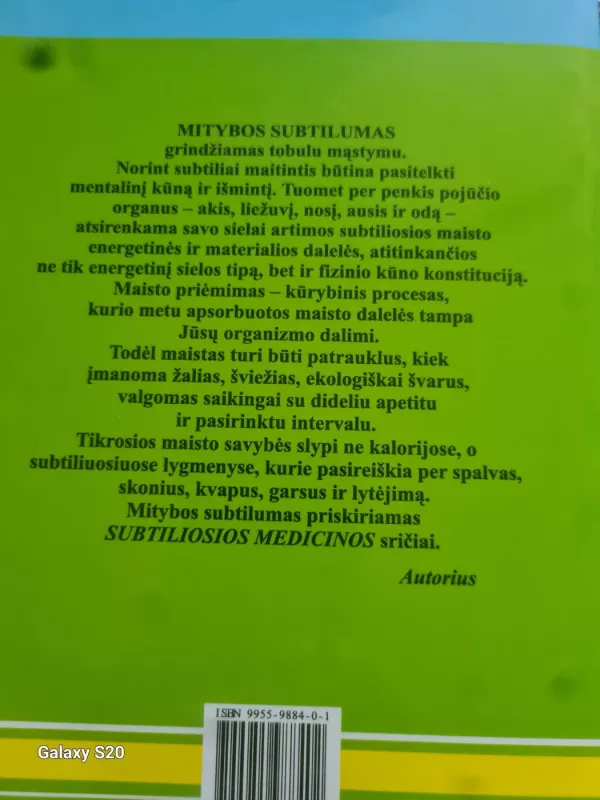 MITYBOS SUBTILUMAS
grindžiamas tobulu mąstymu.
Norint subtiliai maitintis būtina pasitelkti
mentalinį kūną ir išmintį. Tuomet per penkis pojūčio
organus – akis, liežuvį, nosį, ausis ir odą –
atsirenkama savo sielai artimos subtiliosios maisto
energetinės ir materialios dalelės, atitinkančios
ne tik energetinį sielos tipą, bet ir fizinio kūno konstituciją.
Maisto priėmimas – kūrybinis procesas,
kurio metu apsorbuotos maisto dalelės tampa
Jūsų organizmo dalimi.
Todėl maistas turi būti patrauklus, kiek
įmanoma žalias, šviežias, ekologiškai švarus,
valgomas saikingai su dideliu apetitu
ir pasirinktu intervalu.
Tikrosios maisto savybės slypi ne kalorijose, o
subtiliuosiuose lygmenyse, kurie pasireiškia per spalvas,
skonius, kvapus, garsus ir lytėjimą.
Mitybos subtilumas priskiriamas
SUBTILIOSIOS MEDICINOS sričiai.
Autorius
ISBN 9955-9884-0-1
Galaxy S20